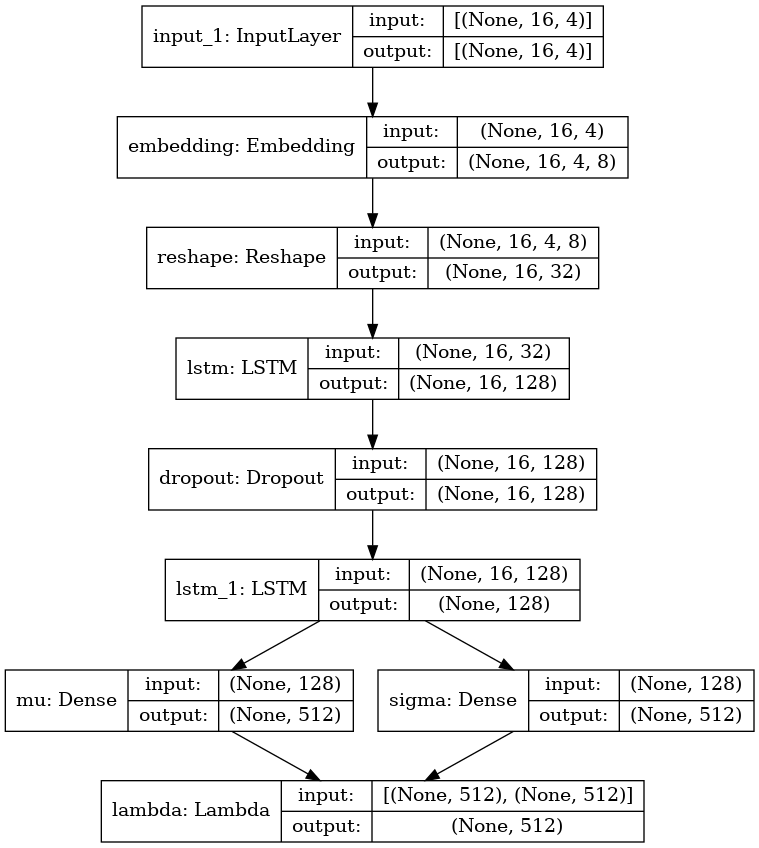 input_1: InputLayer
input: [(None, 16, 4)]
output: [(None, 16, 4)]
embedding: Embedding
input: (None, 16, 4)
output: (None, 16, 4, 8)
reshape: Reshape
input: (None, 16, 4, 8)
output: (None, 16, 32)
lstm: LSTM
input: (None, 16, 32)
output: (None, 16, 128)
dropout: Dropout
input: (None, 16, 128)
output: (None, 16, 128)
lstm_1: LSTM
input: (None, 16, 128)
output: (None, 128)
mu: Dense
input: (None, 128)
output: (None, 512)
sigma: Dense
input: (None, 128)
output: (None, 512)
lambda: Lambda
input: [(None, 512), (None, 512)]
output: (None, 512)